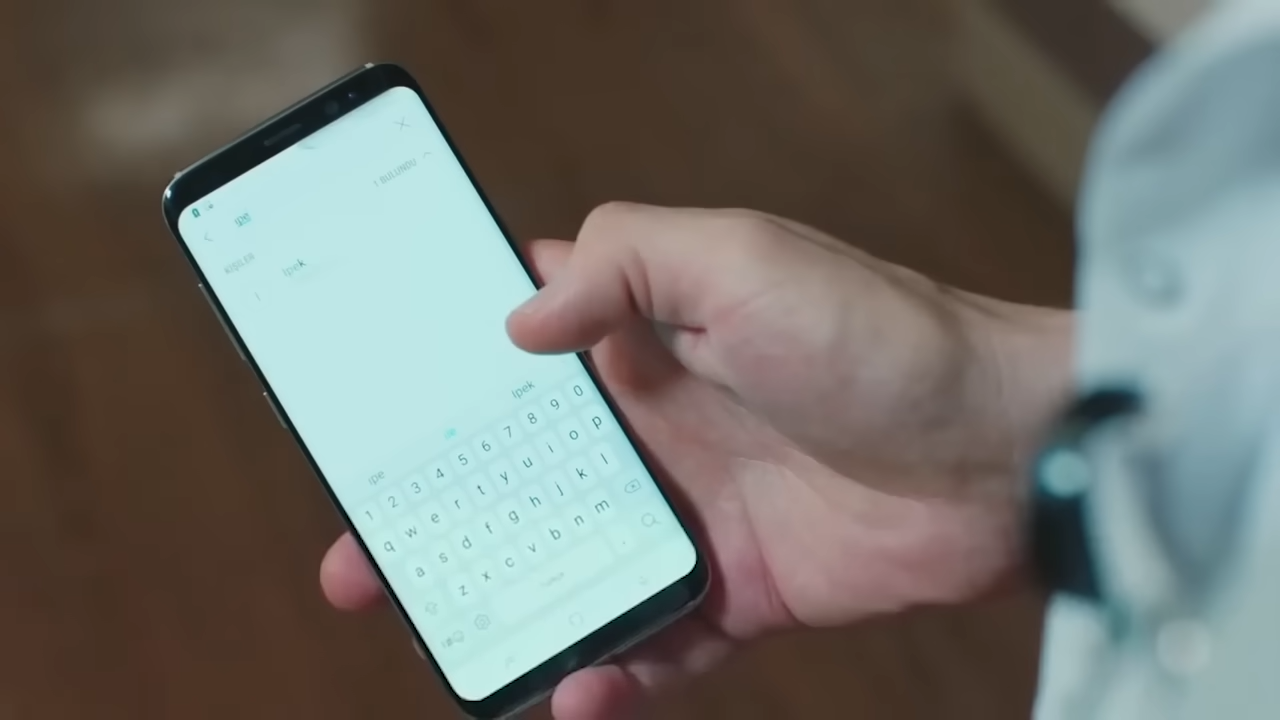 1 BULUNDU
ipe
KİŞİLER
İpek
ipe İpek
1 2 3 4 5 6 7 8 9 0
q w e r t y u i o p
a s d f g h j k l
z x c v b n m
.